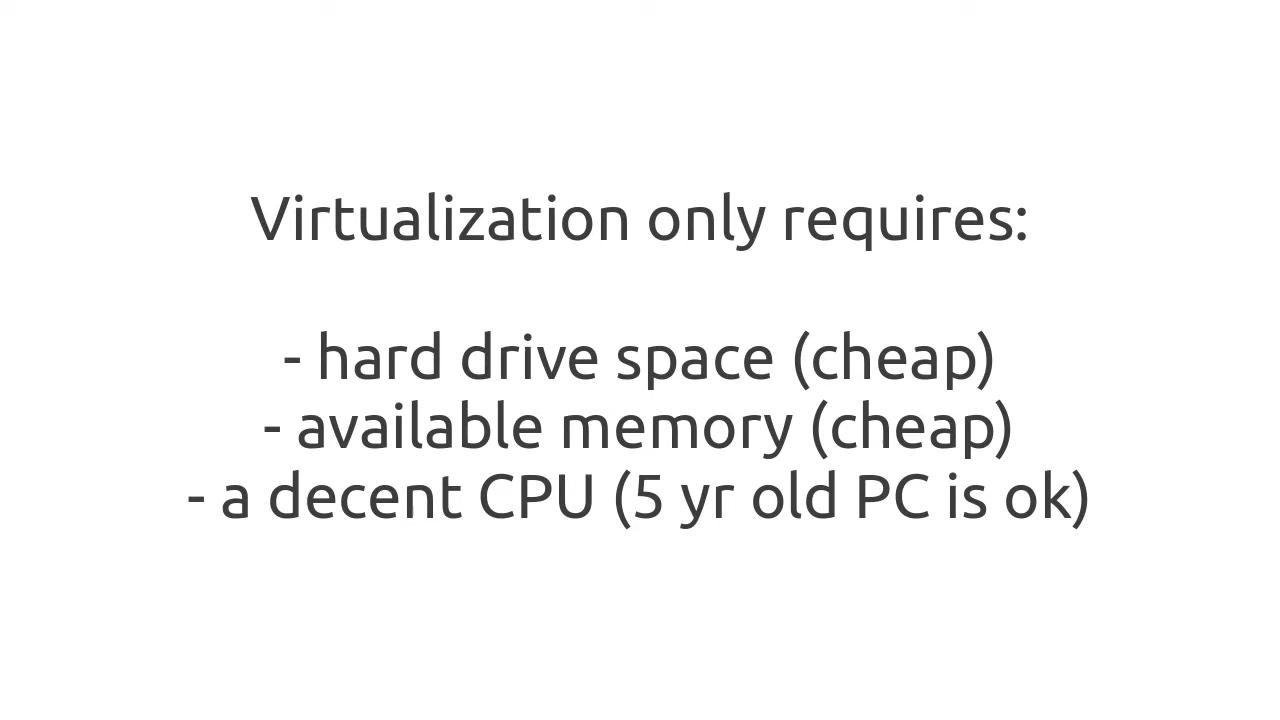 Virtualization only requires:
- hard drive space (cheap)
- available memory (cheap)
- a decent CPU (5 yr old PC is ok)